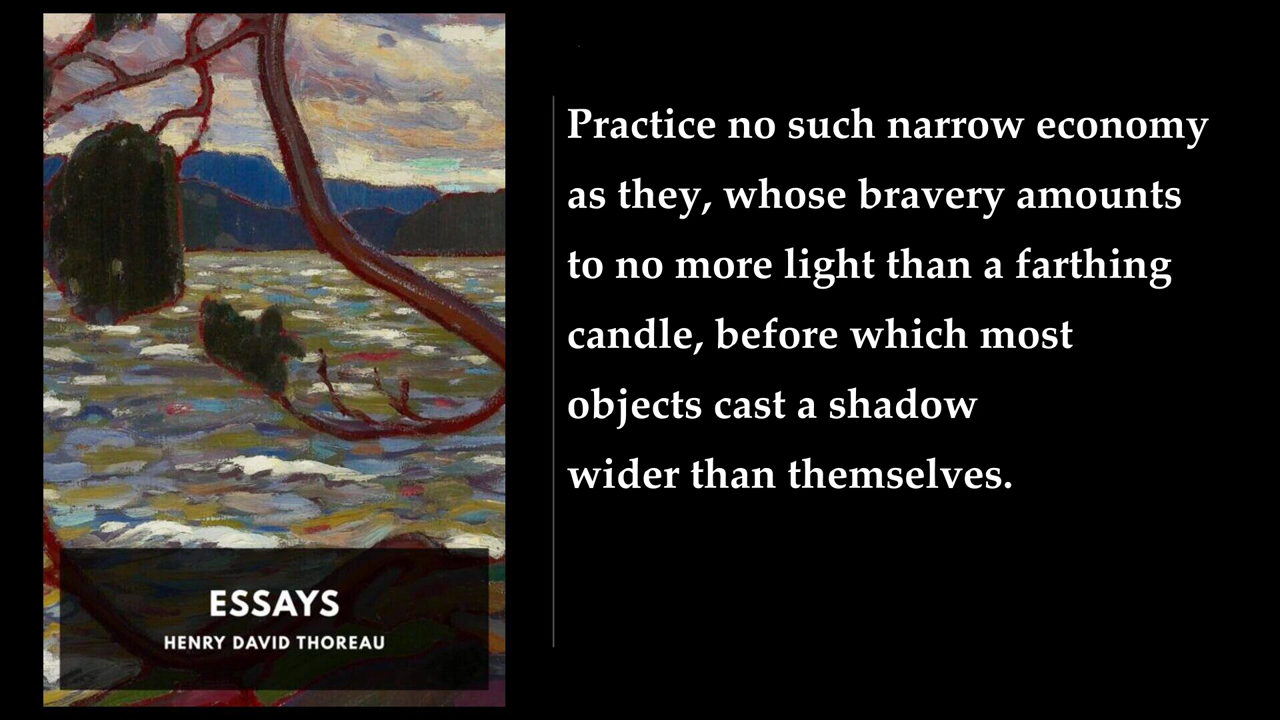 Practice no such narrow economy
as they, whose bravery amounts
to no more light than a farthing
candle, before which most
objects cast a shadow
wider than themselves.
ESSAYS
HENRY DAVID THOREAU